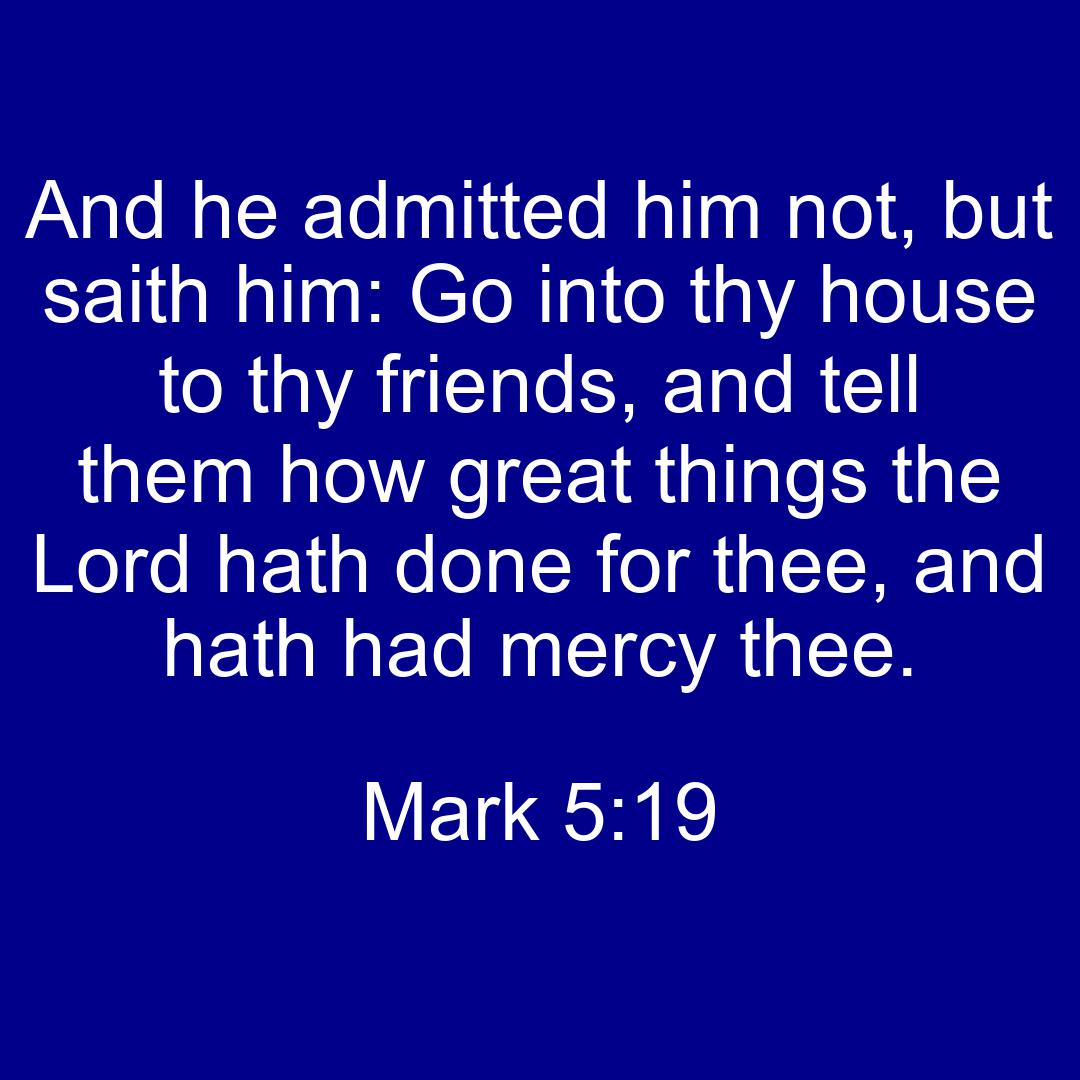 And he admitted him not, but
saith him: Go into thy house
to thy friends, and tell
them how great things the
Lord hath done for thee, and
hath had mercy thee.
Mark 5:19